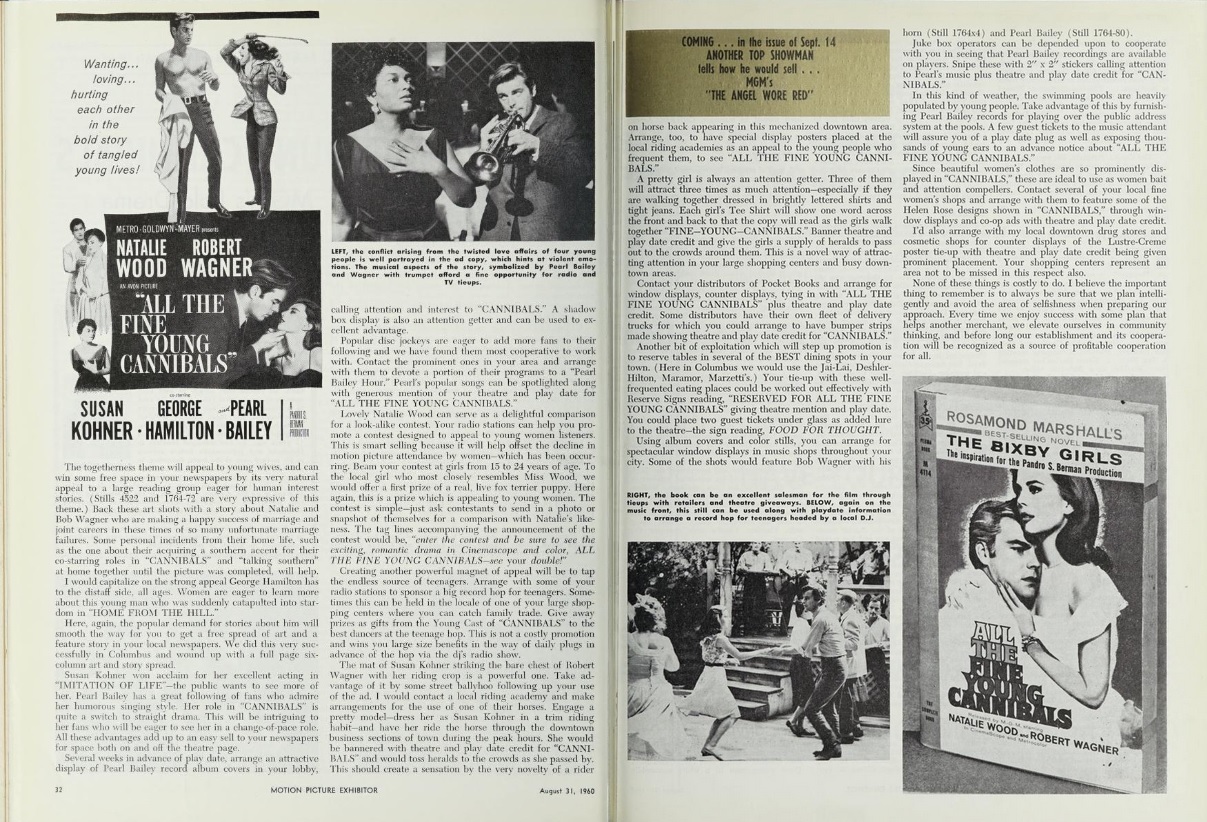 Wanting...
loving...
hurting
each other
in the
bold story
of tangled
young lives!
METRO-GOLDWYN-MAYER presents
NATALIE ROBERT
WOOD WAGNER
AN AVON PICTURE
"ALL THE
FINE
YOUNG
CANNIBALS"
co-starring
SUSAN GEORGE and PEARL
KOHNER · HAMILTON · BAILEY
A
PANDRO S.
BERMAN
PRODUCTION
The togetherness theme will appeal to young wives, and can
win some free space in your newspapers by its very natural
appeal to a large reading group eager for human interest
stories. (Stills 4522 and 1764-72 are very expressive of this
theme.) Back these art shots with a story about Natalie and
Bob Wagner who are making a happy success of marriage and
joint careers in these times of so many unfortunate marriage
failures. Some personal incidents from their home life, such
as the one about their acquiring a southern accent for their
co-starring roles in "CANNIBALS" and "talking southern"
at home together until the picture was completed, will help.
I would capitalize on the strong appeal George Hamilton has
to the distaff side, all ages. Women are eager to learn more
about this young man who was suddenly catapulted into star-
dom in "HOME FROM THE HILL."
Here, again, the popular demand for stories about him will
smooth the way for you to get a free spread of art and a
feature story in your local newspapers. We did this very suc-
cessfully in Columbus and wound up with a full page six-
column art and story spread.
Susan Kohner won acclaim for her excellent acting in
"IMITATION OF LIFE"—the public wants to see more of
her. Pearl Bailey has a great following of fans who admire
her humorous singing style. Her role in "CANNIBALS" is
quite a switch to straight drama. This will be intriguing to
her fans who will be eager to see her in a change-of-pace role.
All these advantages add up to an easy sell to your newspapers
for space both on and off the theatre page.
Several weeks in advance of play date, arrange an attractive
display of Pearl Bailey record album covers in your lobby,
LEFT, the conflict arising from the twisted love affairs of four young
people is well portrayed in the ad copy, which hints at violent emo-
tions. The musical aspects of the story, symbolized by Pearl Bailey
and Wagner with trumpet afford a fine opportunity for radio and
TV tieups.
calling attention and interest to "CANNIBALS." A shadow
box display is also an attention getter and can be used to ex-
cellent advantage.
Popular disc jockeys are eager to add more fans to their
following and we have found them most cooperative to work
with. Contact the prominent ones in your area and arrange
with them to devote a portion of their programs to a "Pearl
Bailey Hour." Pearl's popular songs can be spotlighted along
with generous mention of your theatre and play date for
"ALL THE FINE YOUNG CANNIBALS."
Lovely Natalie Wood can serve as a delightful comparison
for a look-alike contest. Your radio stations can help you pro-
mote a contest designed to appeal to young women listeners.
This is smart selling because it will help offset the decline in
motion picture attendance by women—which has been occur-
ring. Beam your contest at girls from 15 to 24 years of age. To
the local girl who most closely resembles Miss Wood, we
would offer a first prize of a real, live fox terrier puppy. Here
again, this is a prize which is appealing to young women. The
contest is simple—just ask contestants to send in a photo or
snapshot of themselves for a comparison with Natalie's like-
ness. The tag lines accompanying the announcement of the
contest would be, "enter the contest and be sure to see the
exciting, romantic drama in Cinemascope and color, ALL
THE FINE YOUNG CANNIBALS—see your double!"
Creating another powerful magnet of appeal will be to tap
the endless source of teenagers. Arrange with some of your
radio stations to sponsor a big record hop for teenagers. Some-
times this can be held in the locale of one of your large shop-
ping centers where you can catch family trade. Give away
prizes as gifts from the Young Cast of "CANNIBALS" to the
best dancers at the teenage hop. This is not a costly promotion
and wins you large size benefits in the way of daily plugs in
advance of the hop via the dj's radio show.
The mat of Susan Kohner striking the bare chest of Robert
Wagner with her riding crop is a powerful one. Take ad-
vantage of it by some street ballyhoo following up your use
of the ad. I would contact a local riding academy and make
arrangements for the use of one of their horses. Engage a
pretty model—dress her as Susan Kohner in a trim riding
habit—and have her ride the horse through the downtown
business sections of town during the peak hours. She would
be bannered with theatre and play date credit for "CANNI-
BALS" and would toss heralds to the crowds as she passed by.
This should create a sensation by the very novelty of a rider
32
MOTION PICTURE EXHIBITOR
August 31, 1960
COMING . . . in the issue of Sept. 14
ANOTHER TOP SHOWMAN
tells how he would sell . . .
MGM's
"THE ANGEL WORE RED"
on horse back appearing in this mechanized downtown area.
Arrange, too, to have special display posters placed at the
local riding academies as an appeal to the young people who
frequent them, to see "ALL THE FINE YOUNG CANNI-
BALS."
A pretty girl is always an attention getter. Three of them
will attract three times as much attention—especially if they
are walking together dressed in brightly lettered shirts and
tight jeans. Each girl's Tee Shirt will show one word across
the front and back to that the copy will read as the girls walk
together "FINE—YOUNG—CANNIBALS." Banner theatre and
play date credit and give the girls a supply of heralds to pass
out to the crowds around them. This is a novel way of attrac-
ting attention in your large shopping centers and busy down-
town areas.
Contact your distributors of Pocket Books and arrange for
window displays, counter displays, tying in with "ALL THE
FINE YOUNG CANNIBALS" plus theatre and play date
credit. Some distributors have their own fleet of delivery
trucks for which you could arrange to have bumper strips
made showing theatre and play date credit for "CANNIBALS."
Another bit of exploitation which will step up promotion is
to reserve tables in several of the BEST dining spots in your
town. (Here in Columbus we would use the Jai-Lai, Deshler-
Hilton, Maramor, Marzetti's.) Your tie-up with these well-
frequented eating places could be worked out effectively with
Reserve Signs reading, "RESERVED FOR ALL THE FINE
YOUNG CANNIBALS" giving theatre mention and play date.
You could place two guest tickets under glass as added lure
to the theatre—the sign reading, FOOD FOR THOUGHT.
Using album covers and color stills, you can arrange for
spectacular window displays in music shops throughout your
city. Some of the shots would feature Bob Wagner with his
RIGHT, the book can be an excellent salesman for the film through
tieups with retailers and theatre giveaways. BELOW, again on the
music front, this still can be used along with playdate information
to arrange a record hop for teenagers headed by a local D.J.
horn (Still 1764x4) and Pearl Bailey (Still 1764-80).
Juke box operators can be depended upon to cooperate
with you in seeing that Pearl Bailey recordings are available
on players. Snipe these with 2" x 2" stickers calling attention
to Pearl's music plus theatre and play date credit for "CAN-
NIBALS."
In this kind of weather, the swimming pools are heavily
populated by young people. Take advantage of this by furnish-
ing Pearl Bailey records for playing over the public address
system at the pools. A few guest tickets to the music attendant
will assure you of a play date plug as well as exposing thou-
sands of young ears to an advance notice about "ALL THE
FINE YOUNG CANNIBALS."
Since beautiful women's clothes are so prominently dis-
played in "CANNIBALS," these are ideal to use as women bait
and attention compellers. Contact several of your local fine
women's shops and arrange with them to feature some of the
Helen Rose designs shown in "CANNIBALS," through win-
dow displays and co-op ads with theatre and play date credit.
I'd also arrange with my local downtown drug stores and
cosmetic shops for counter displays of the Lustre-Creme
poster tie-up with theatre and play date credit being given
prominent placement. Your shopping centers represent an
area not to be missed in this respect also.
None of these things is costly to do. I believe the important
thing to remember is to always be sure that we plan intelli-
gently and avoid the area of selfishness when preparing our
approach. Every time we enjoy success with some plan that
helps another merchant, we elevate ourselves in community
thinking, and before long our establishment and its coopera-
tion will be recognized as a source of profitable cooperation
for all.
35¢
M
4114
ROSAMOND MARSHALL'S
BEST-SELLING NOVEL
THE BIXBY GIRLS
The inspiration for the Pandro S. Berman Production
ALL
THE
FINE
YOUNG
CANNIBALS
Released by M-G-M, starring
NATALIE WOOD and ROBERT WAGNER
in Cinemascope and Metrocolor